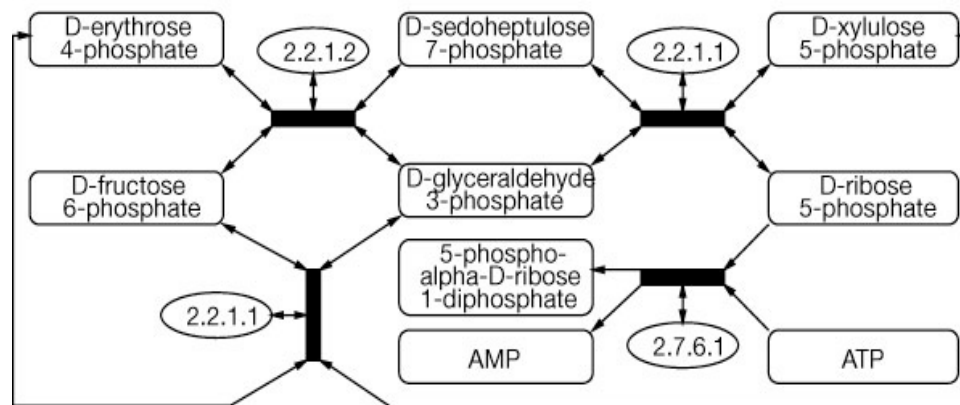 D-erythrose
4-phosphate
2.2.1.2
D-sedoheptulose
7-phosphate
2.2.1.1
D-xylulose
5-phosphate
D-fructose
6-phosphate
D-glyceraldehyde
3-phosphate
D-ribose
5-phosphate
5-phospho-
alpha-D-ribose
1-diphosphate
2.2.1.1
AMP
2.7.6.1
ATP